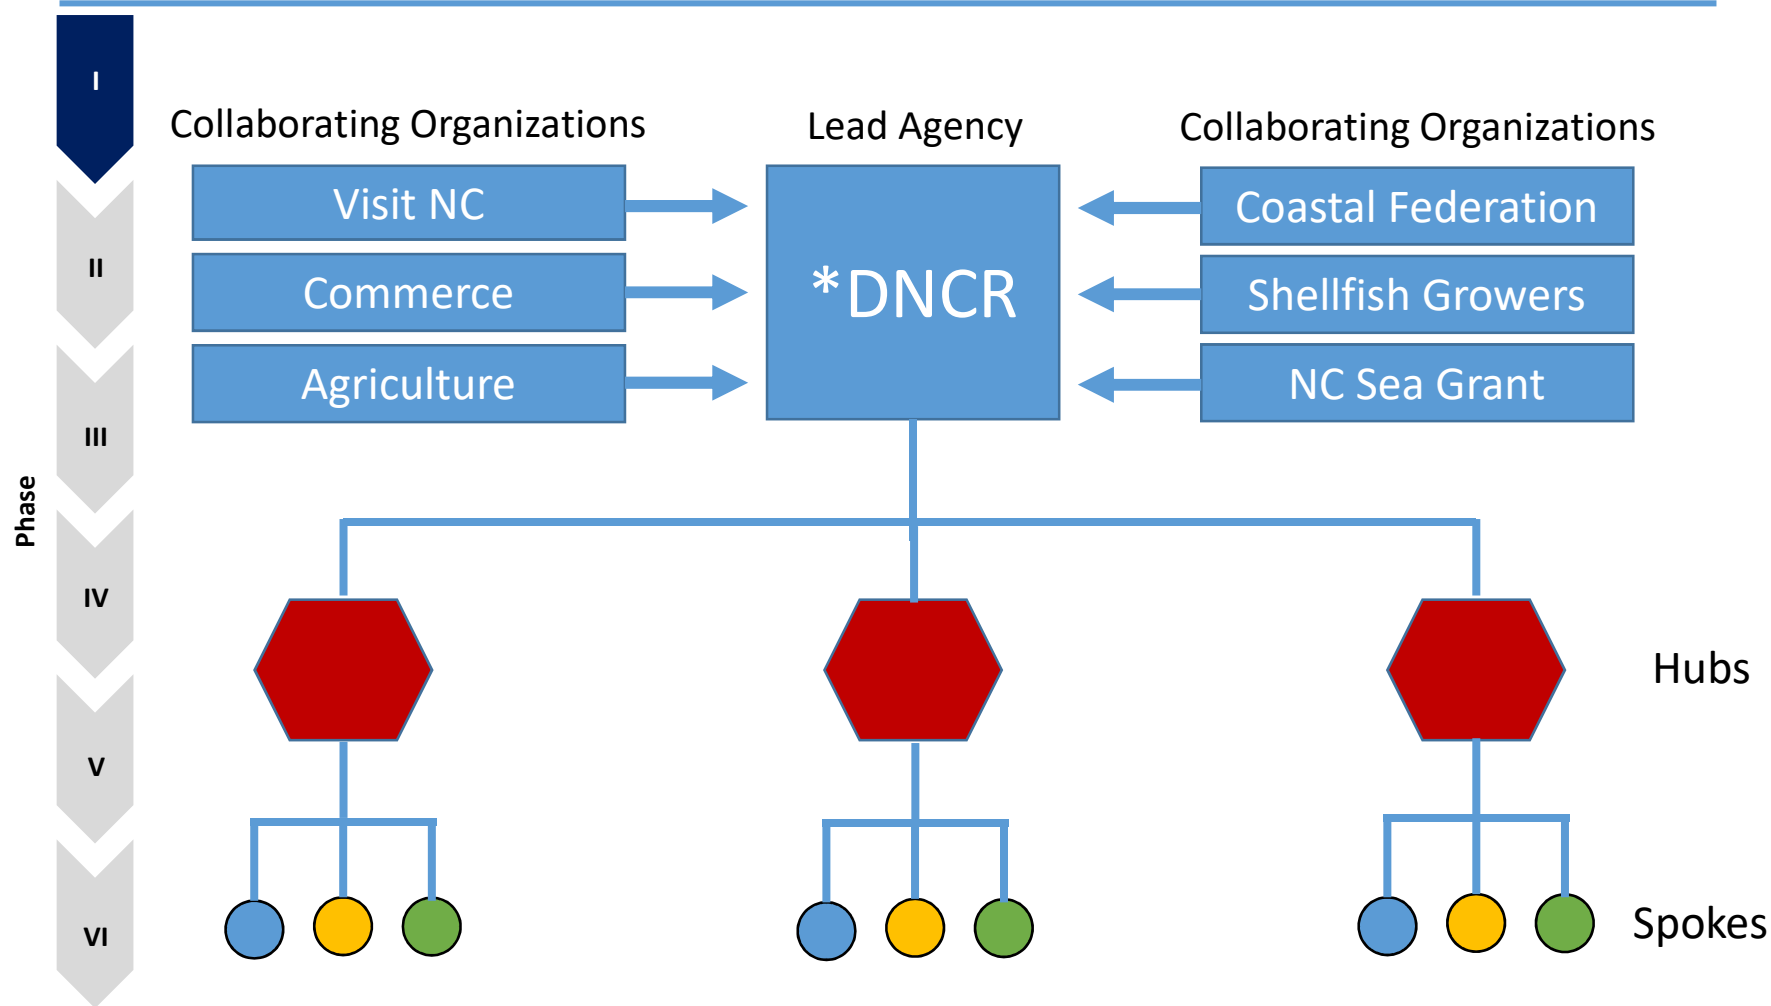 Phase
I
II
III
IV
V
VI
Collaborating Organizations
Visit NC
Commerce
Agriculture
Lead Agency
*DNCR
Collaborating Organizations
Coastal Federation
Shellfish Growers
NC Sea Grant
Hubs
Spokes